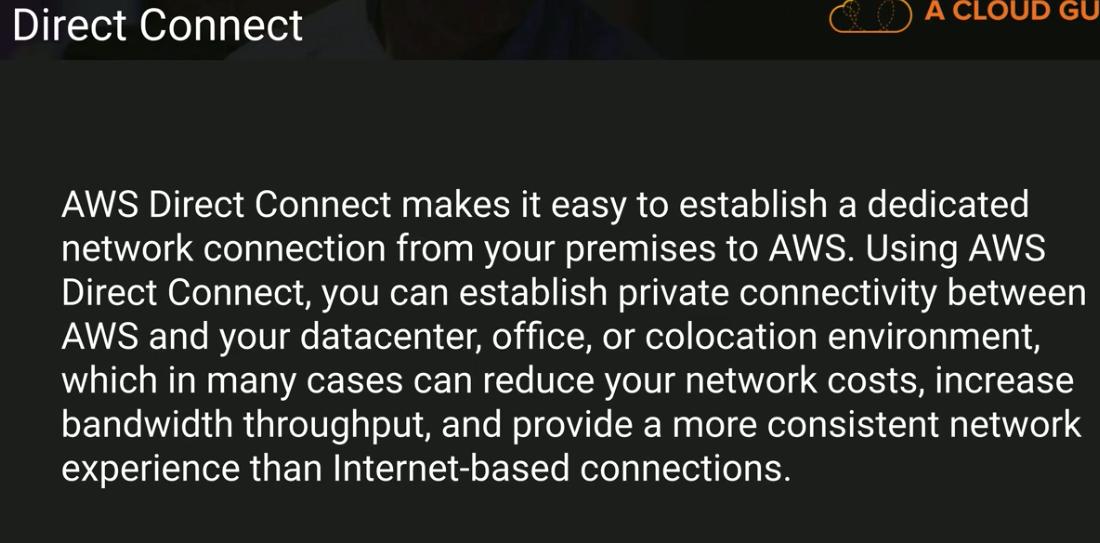 Direct Connect
A CLOUD GU
AWS Direct Connect makes it easy to establish a dedicated
network connection from your premises to AWS. Using AWS
Direct Connect, you can establish private connectivity between
AWS and your datacenter, office, or colocation environment,
which in many cases can reduce your network costs, increase
bandwidth throughput, and provide a more consistent network
experience than Internet-based connections.